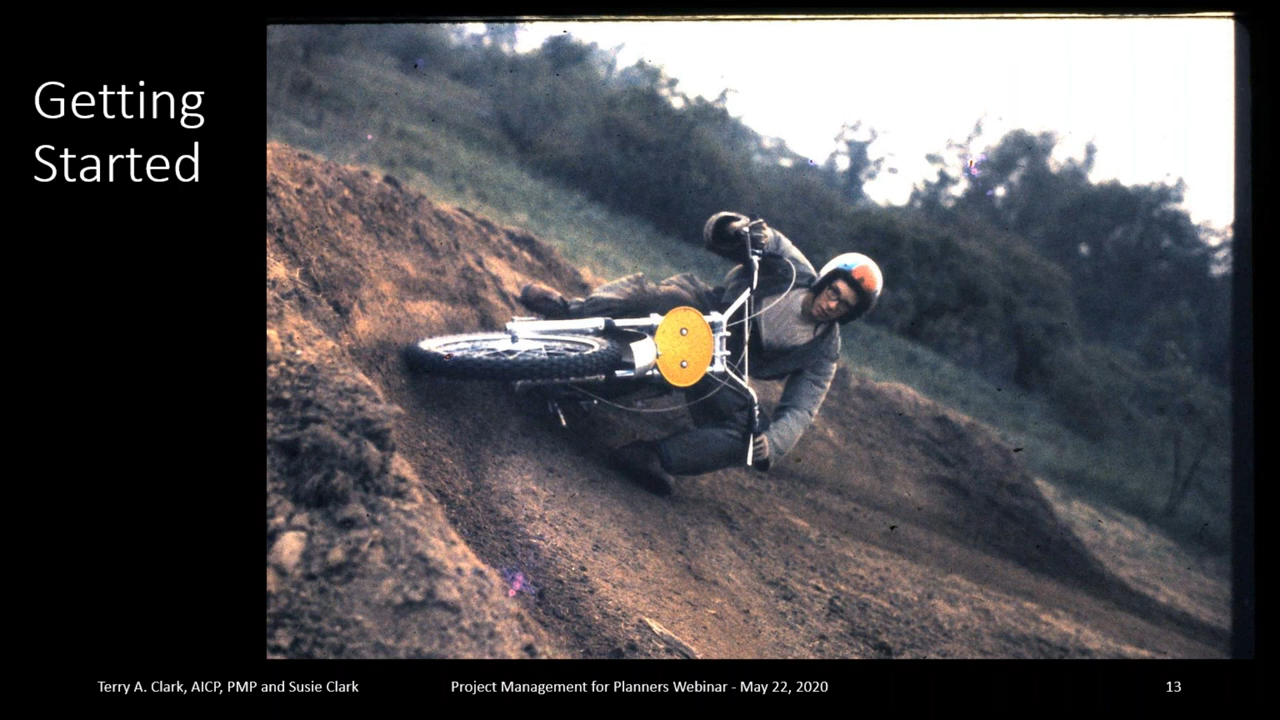 Getting
Started
Terry A. Clark, AICP, PMP and Susie Clark
Project Management for Planners Webinar - May 22, 2020
13